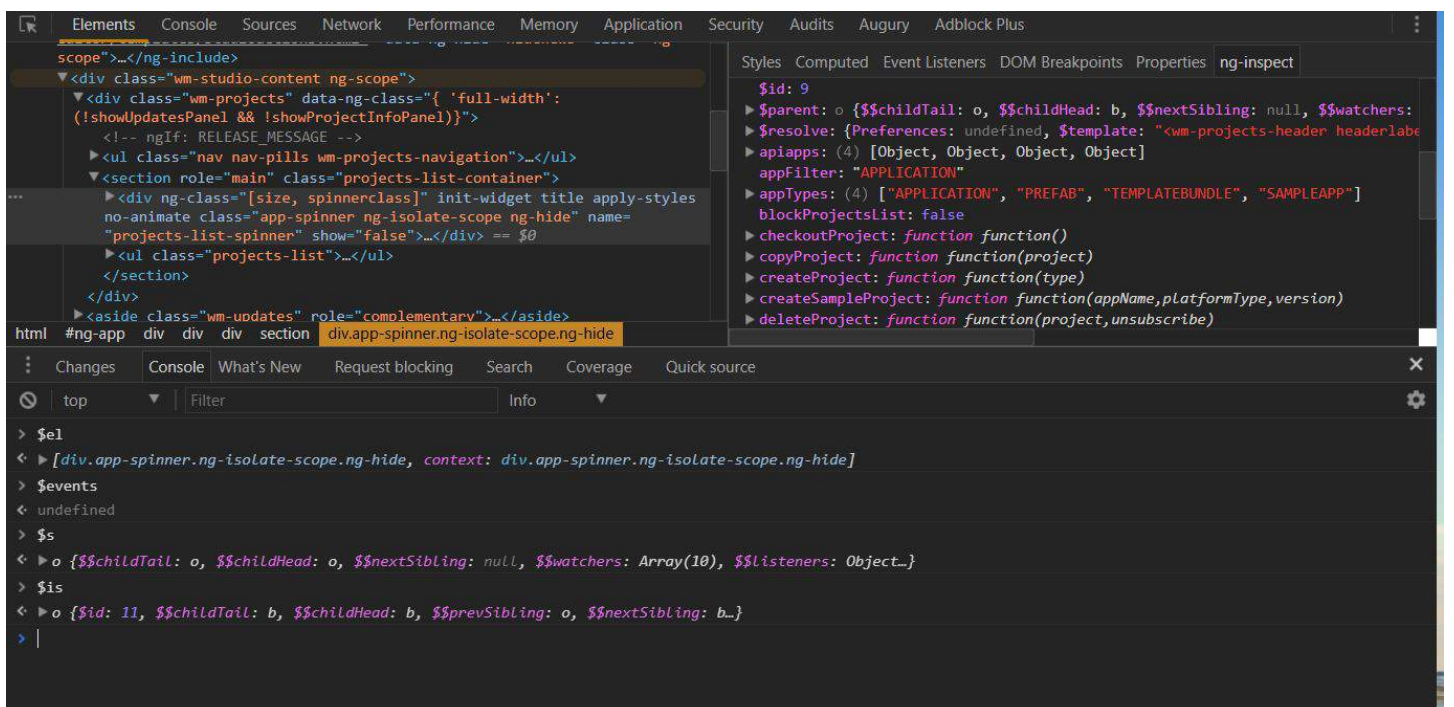 Elements Console Sources Network Performance Memory Application Security Audits Augury Adblock Plus
scope">…</ng-include>
▼<div class="wm-studio-content ng-scope">
▼<div class="wm-projects" data-ng-class="{ 'full-width':
(!showUpdatesPanel && !showProjectInfoPanel)}">
<!-- ngIf: RELEASE_MESSAGE -->
▶<ul class="nav nav-pills wm-projects-navigation">…</ul>
▼<section role="main" class="projects-list-container">
… ▶<div ng-class="[size, spinnerclass]" init-widget title apply-styles
no-animate class="app-spinner ng-isolate-scope ng-hide" name=
"projects-list-spinner" show="false">…</div> == $0
▶<ul class="projects-list">…</ul>
</section>
</div>
▶<aside class="wm-updates" role="complementary">…</aside>
html #ng-app div div div section div.app-spinner.ng-isolate-scope.ng-hide
Styles Computed Event Listeners DOM Breakpoints Properties ng-inspect
$id: 9
▶$parent: o {$$childTail: o, $$childHead: b, $$nextSibling: null, $$watchers:
▶$resolve: {Preferences: undefined, $template: "<wm-projects-header headerlabe
▶apiapps: (4) [Object, Object, Object, Object]
appFilter: "APPLICATION"
▶appTypes: (4) ["APPLICATION", "PREFAB", "TEMPLATEBUNDLE", "SAMPLEAPP"]
blockProjectsList: false
▶checkoutProject: function function()
▶copyProject: function function(project)
▶createProject: function function(type)
▶createSampleProject: function function(appName,platformType,version)
▶deleteProject: function function(project,unsubscribe)
Changes Console What's New Request blocking Search Coverage Quick source
top ▼ Filter Info ▼
> $el
<· ▶[div.app-spinner.ng-isolate-scope.ng-hide, context: div.app-spinner.ng-isolate-scope.ng-hide]
> $events
<· undefined
> $s
<· ▶o {$$childTail: o, $$childHead: o, $$nextSibling: null, $$watchers: Array(10), $$listeners: Object…}
> $is
<· ▶o {$id: 11, $$childTail: b, $$childHead: b, $$prevSibling: o, $$nextSibling: b…}
>